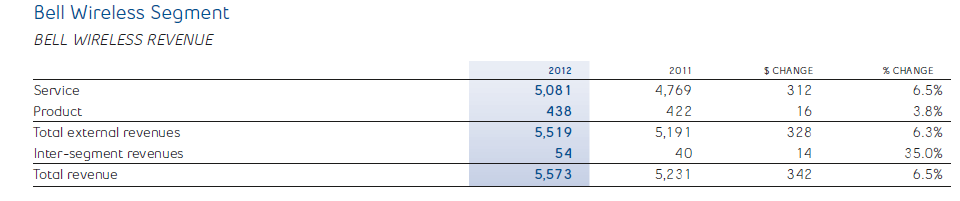 Bell Wireless Segment
BELL WIRELESS REVENUE
2012 2011 $ CHANGE % CHANGE
Service 5,081 4,769 312 6.5%
Product 438 422 16 3.8%
Total external revenues 5,519 5,191 328 6.3%
Inter-segment revenues 54 40 14 35.0%
Total revenue 5,573 5,231 342 6.5%